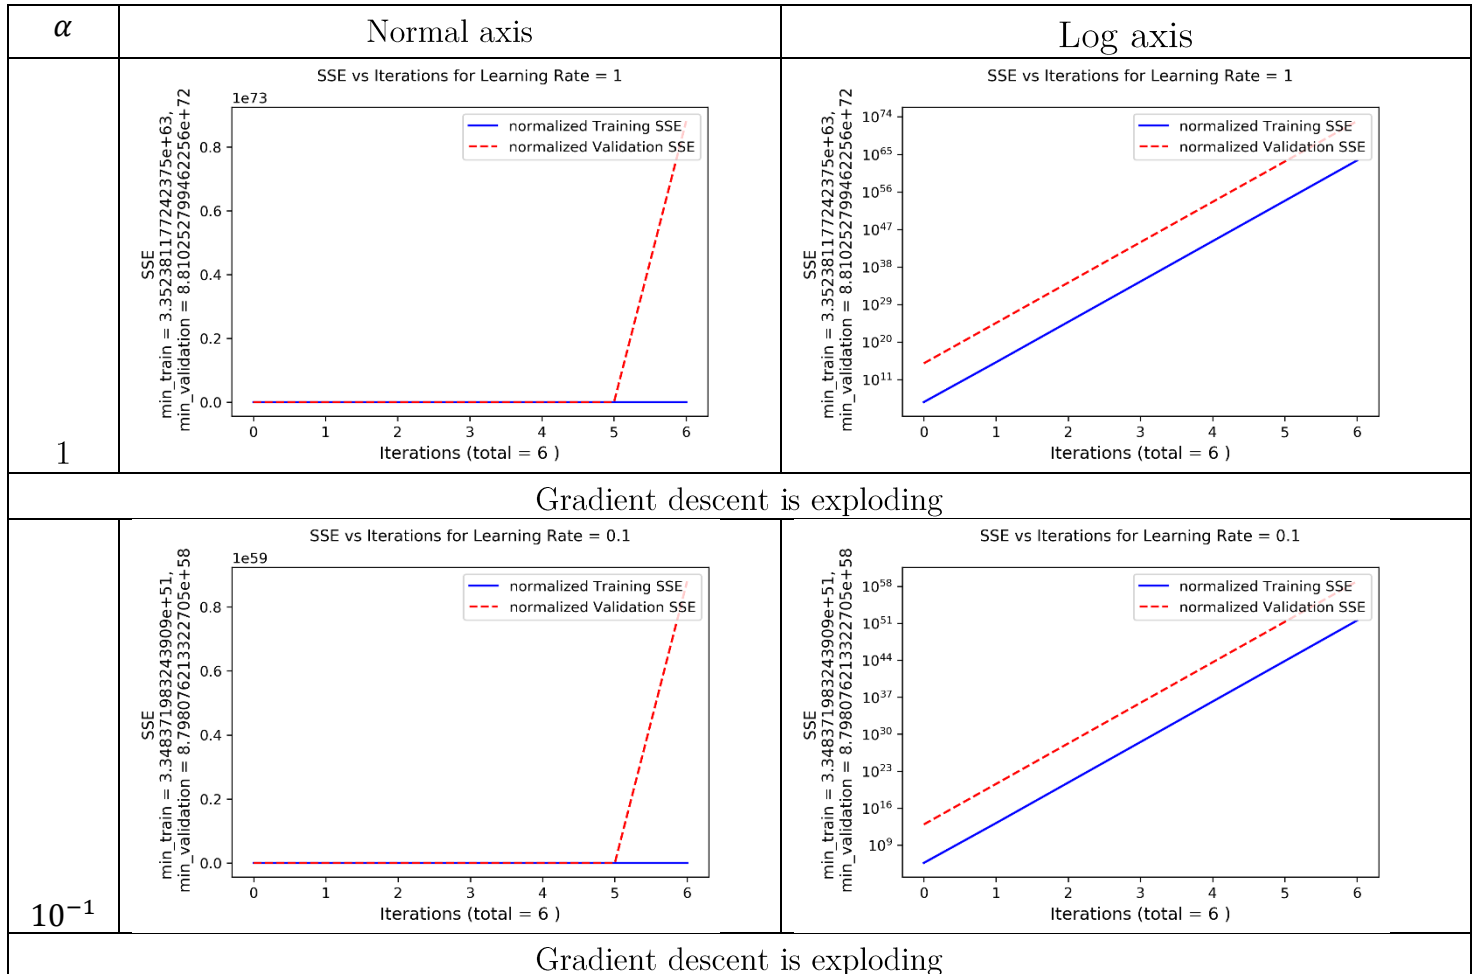 α
Normal axis
Log axis
1
SSE vs Iterations for Learning Rate = 1
1e73
SSE
min_train = 3.352381177242375e+63,
min_validation = 8.810252799462256e+72
0.8
0.6
0.4
0.2
0.0
normalized Training SSE
normalized Validation SSE
0 1 2 3 4 5 6
Iterations (total = 6 )
SSE vs Iterations for Learning Rate = 1
SSE
min_train = 3.352381177242375e+63,
min_validation = 8.810252799462256e+72
10^74
10^65
10^56
10^47
10^38
10^29
10^20
10^11
normalized Training SSE
normalized Validation SSE
0 1 2 3 4 5 6
Iterations (total = 6 )
Gradient descent is exploding
10^−1
SSE vs Iterations for Learning Rate = 0.1
1e59
SSE
min_train = 3.348371983243909e+51,
min_validation = 8.798076213322705e+58
0.8
0.6
0.4
0.2
0.0
normalized Training SSE
normalized Validation SSE
0 1 2 3 4 5 6
Iterations (total = 6 )
SSE vs Iterations for Learning Rate = 0.1
SSE
min_train = 3.348371983243909e+51,
min_validation = 8.798076213322705e+58
10^58
10^51
10^44
10^37
10^30
10^23
10^16
10^9
normalized Training SSE
normalized Validation SSE
0 1 2 3 4 5 6
Iterations (total = 6 )
Gradient descent is exploding